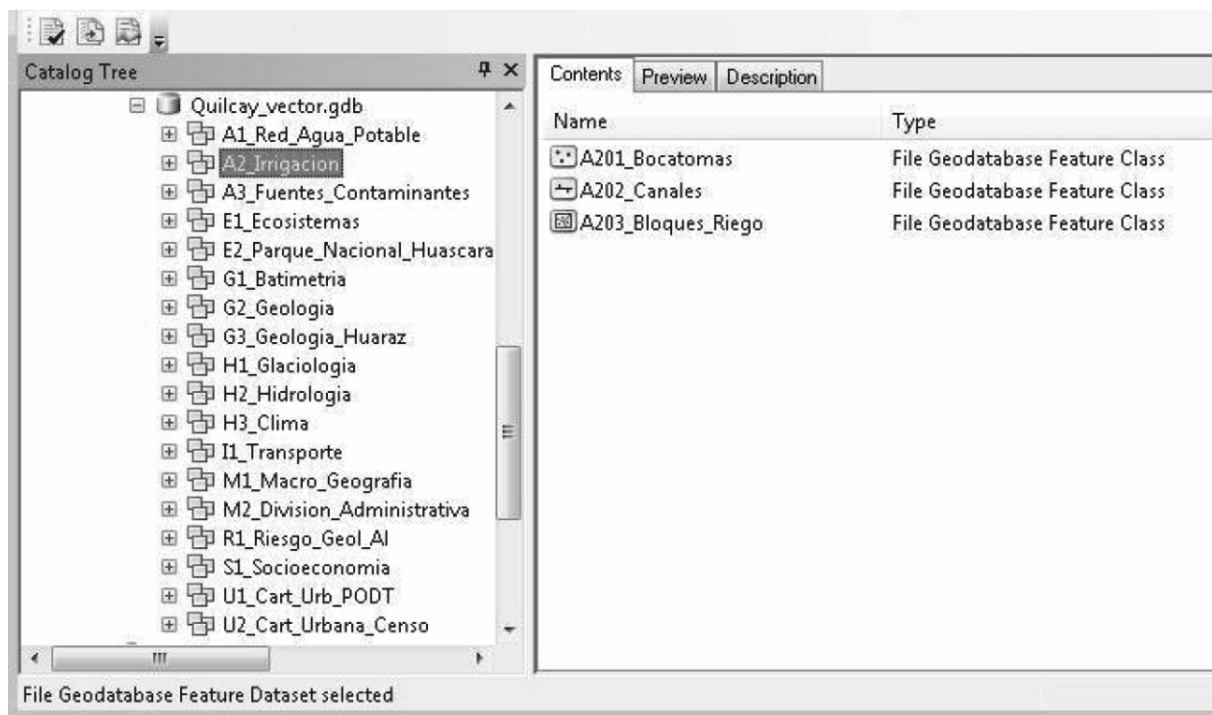 Catalog Tree
Quilcay_vector.gdb
A1_Red_Agua_Potable
A2_Irrigacion
A3_Fuentes_Contaminantes
E1_Ecosistemas
E2_Parque_Nacional_Huascara
G1_Batimetria
G2_Geologia
G3_Geologia_Huaraz
H1_Glaciologia
H2_Hidrologia
H3_Clima
I1_Transporte
M1_Macro_Geografia
M2_Division_Administrativa
R1_Riesgo_Geol_Al
S1_Socioeconomia
U1_Cart_Urb_PODT
U2_Cart_Urbana_Censo
Contents Preview Description
Name Type
A201_Bocatomas File Geodatabase Feature Class
A202_Canales File Geodatabase Feature Class
A203_Bloques_Riego File Geodatabase Feature Class
File Geodatabase Feature Dataset selected